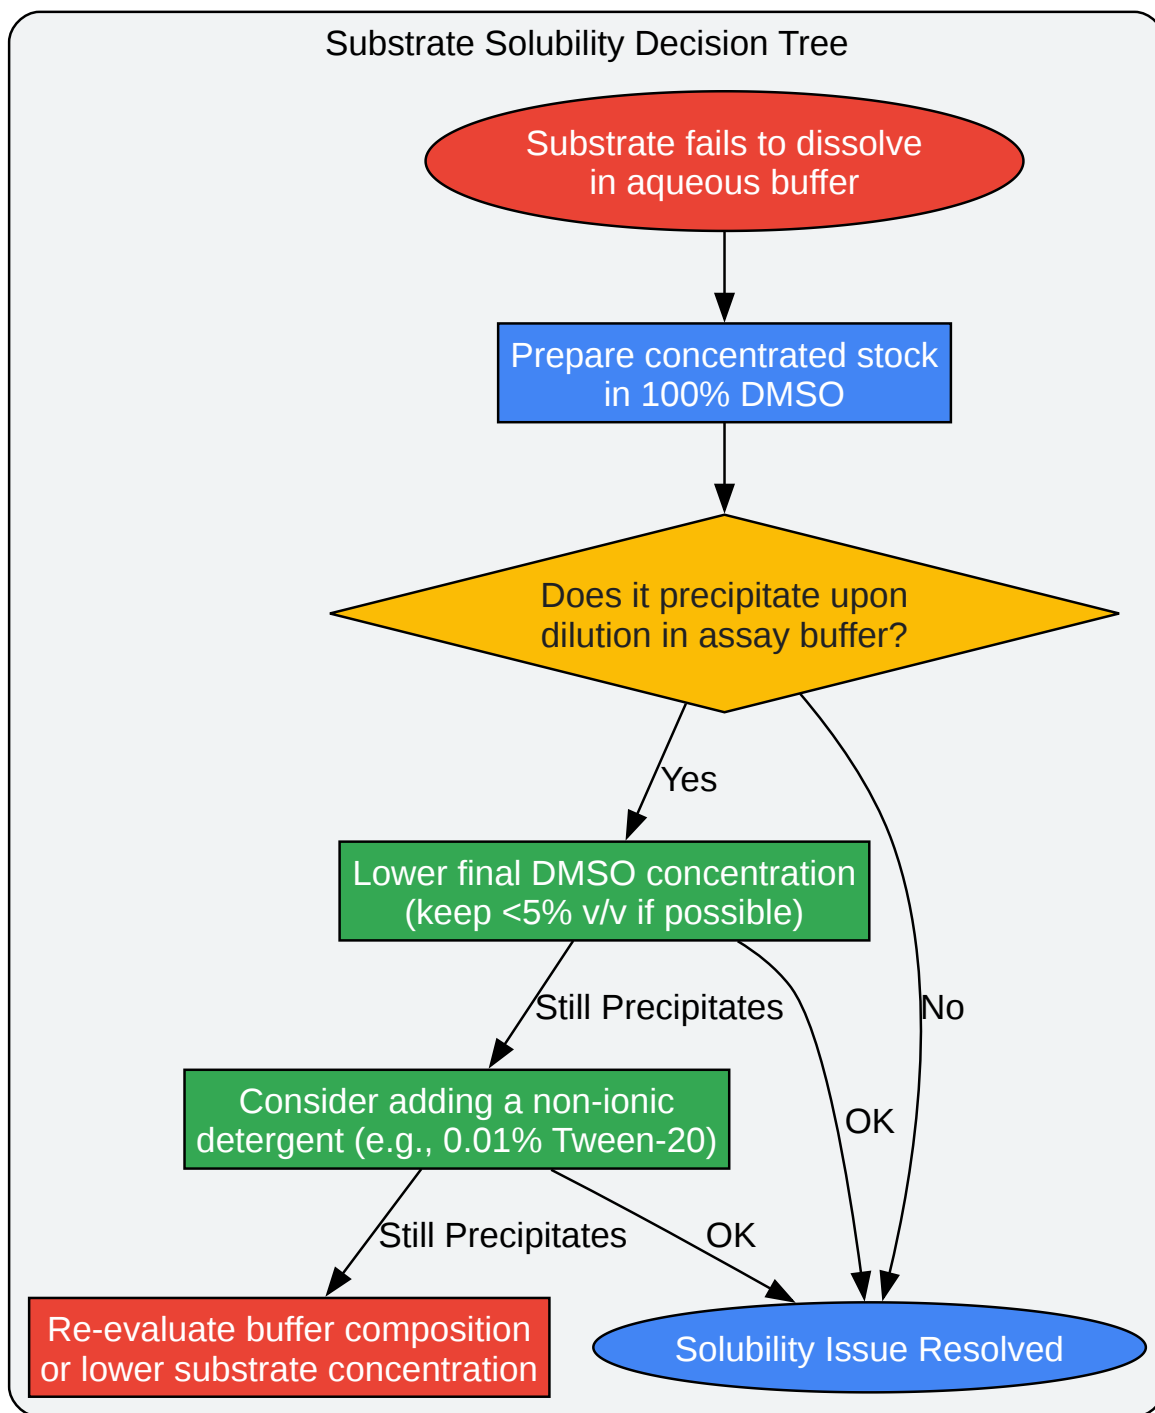 Substrate Solubility Decision Tree
Substrate fails to dissolve
in aqueous buffer
Prepare concentrated stock
in 100% DMSO
Does it precipitate upon
dilution in assay buffer?
Yes
Lower final DMSO concentration
(keep <5% v/v if possible)
Still Precipitates
No
Consider adding a non-ionic
detergent (e.g., 0.01% Tween-20)
OK
Still Precipitates
OK
Re-evaluate buffer composition
or lower substrate concentration
Solubility Issue Resolved